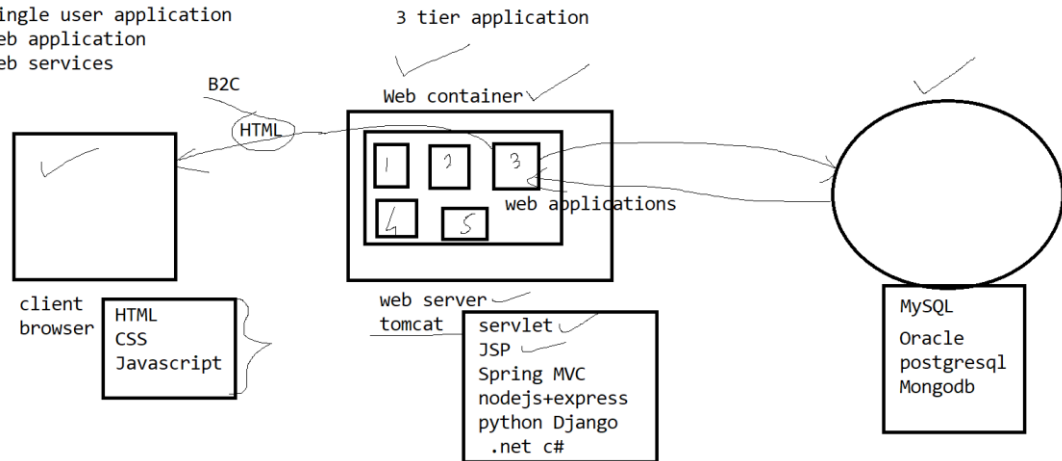 ingle user application
eb application
eb services
3 tier application
B2C
HTML
Web container
1
2
3
4
5
web applications
client
browser
HTML
CSS
Javascript
web server
tomcat
servlet
JSP
Spring MVC
nodejs+express
python Django
.net c#
MySQL
Oracle
postgresql
Mongodb